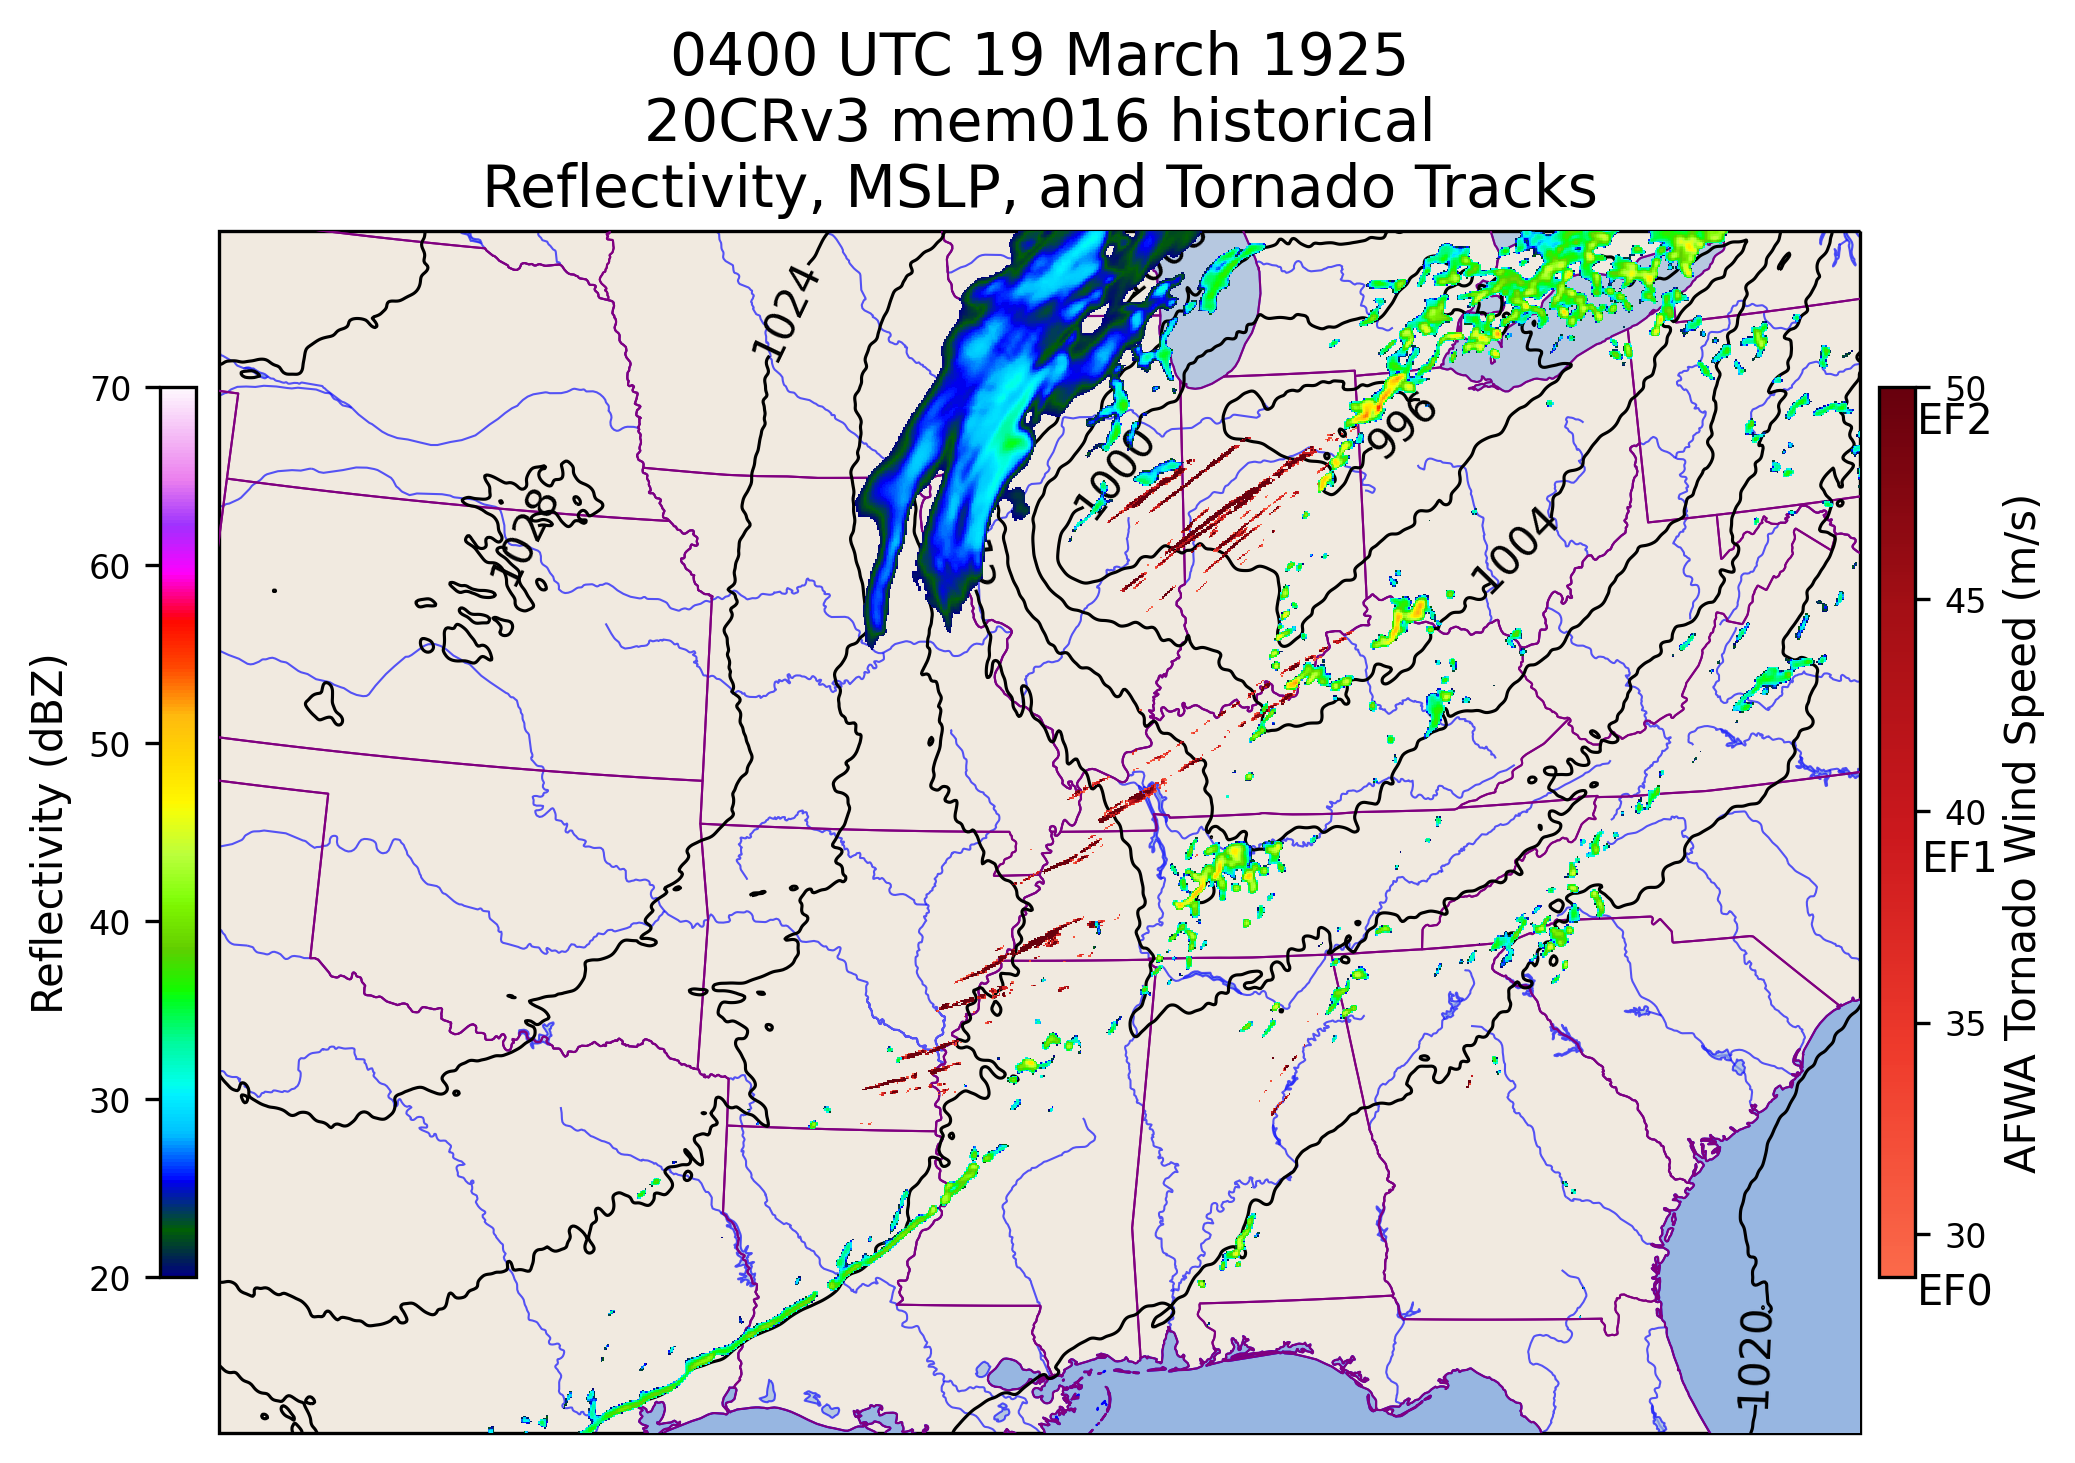 0400 UTC 19 March 1925
20CRv3 mem016 historical
Reflectivity, MSLP, and Tornado Tracks
Reflectivity (dBZ)
70
60
50
40
30
20
1024
1028
1000
996
1004
1020
50
EF2
45
40
EF1
35
30
EF0
AFWA Tornado Wind Speed (m/s)